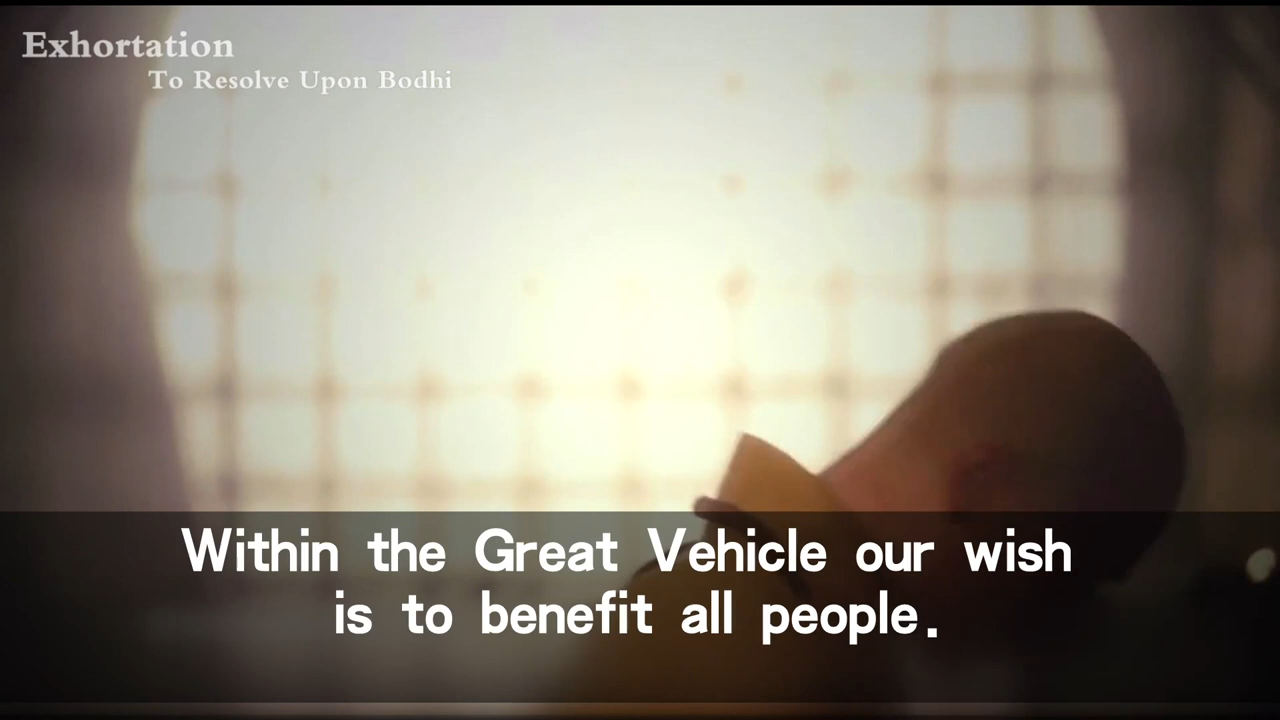 Exhortation
To Resolve Upon Bodhi
Within the Great Vehicle our wish
is to benefit all people.